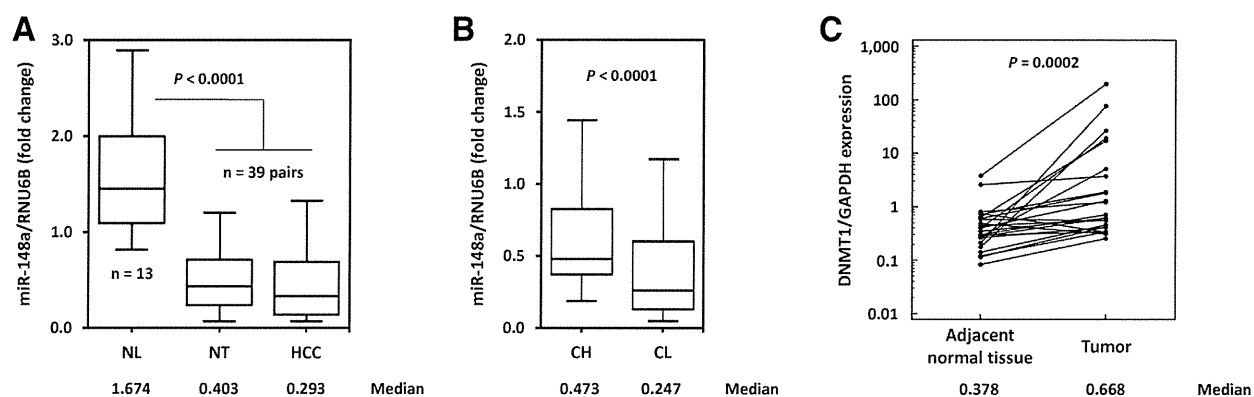 A
miR-148a/RNU6B (fold change)
3.0
2.0
1.0
0.0
P < 0.0001
n = 39 pairs
n = 13
NL NT HCC
1.674 0.403 0.293 Median
B
miR-148a/RNU6B (fold change)
2.0
1.5
1.0
0.5
0.0
P < 0.0001
CH CL
0.473 0.247 Median
C
DNMT1/GAPDH expression
1,000
100
10
1
0.1
0.01
P = 0.0002
Adjacent
normal tissue
Tumor
0.378 0.668 Median